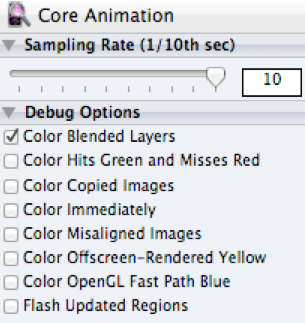 Core Animation
Sampling Rate (1/10th sec)
10
Debug Options
Color Blended Layers
Color Hits Green and Misses Red
Color Copied Images
Color Immediately
Color Misaligned Images
Color Offscreen-Rendered Yellow
Color OpenGL Fast Path Blue
Flash Updated Regions